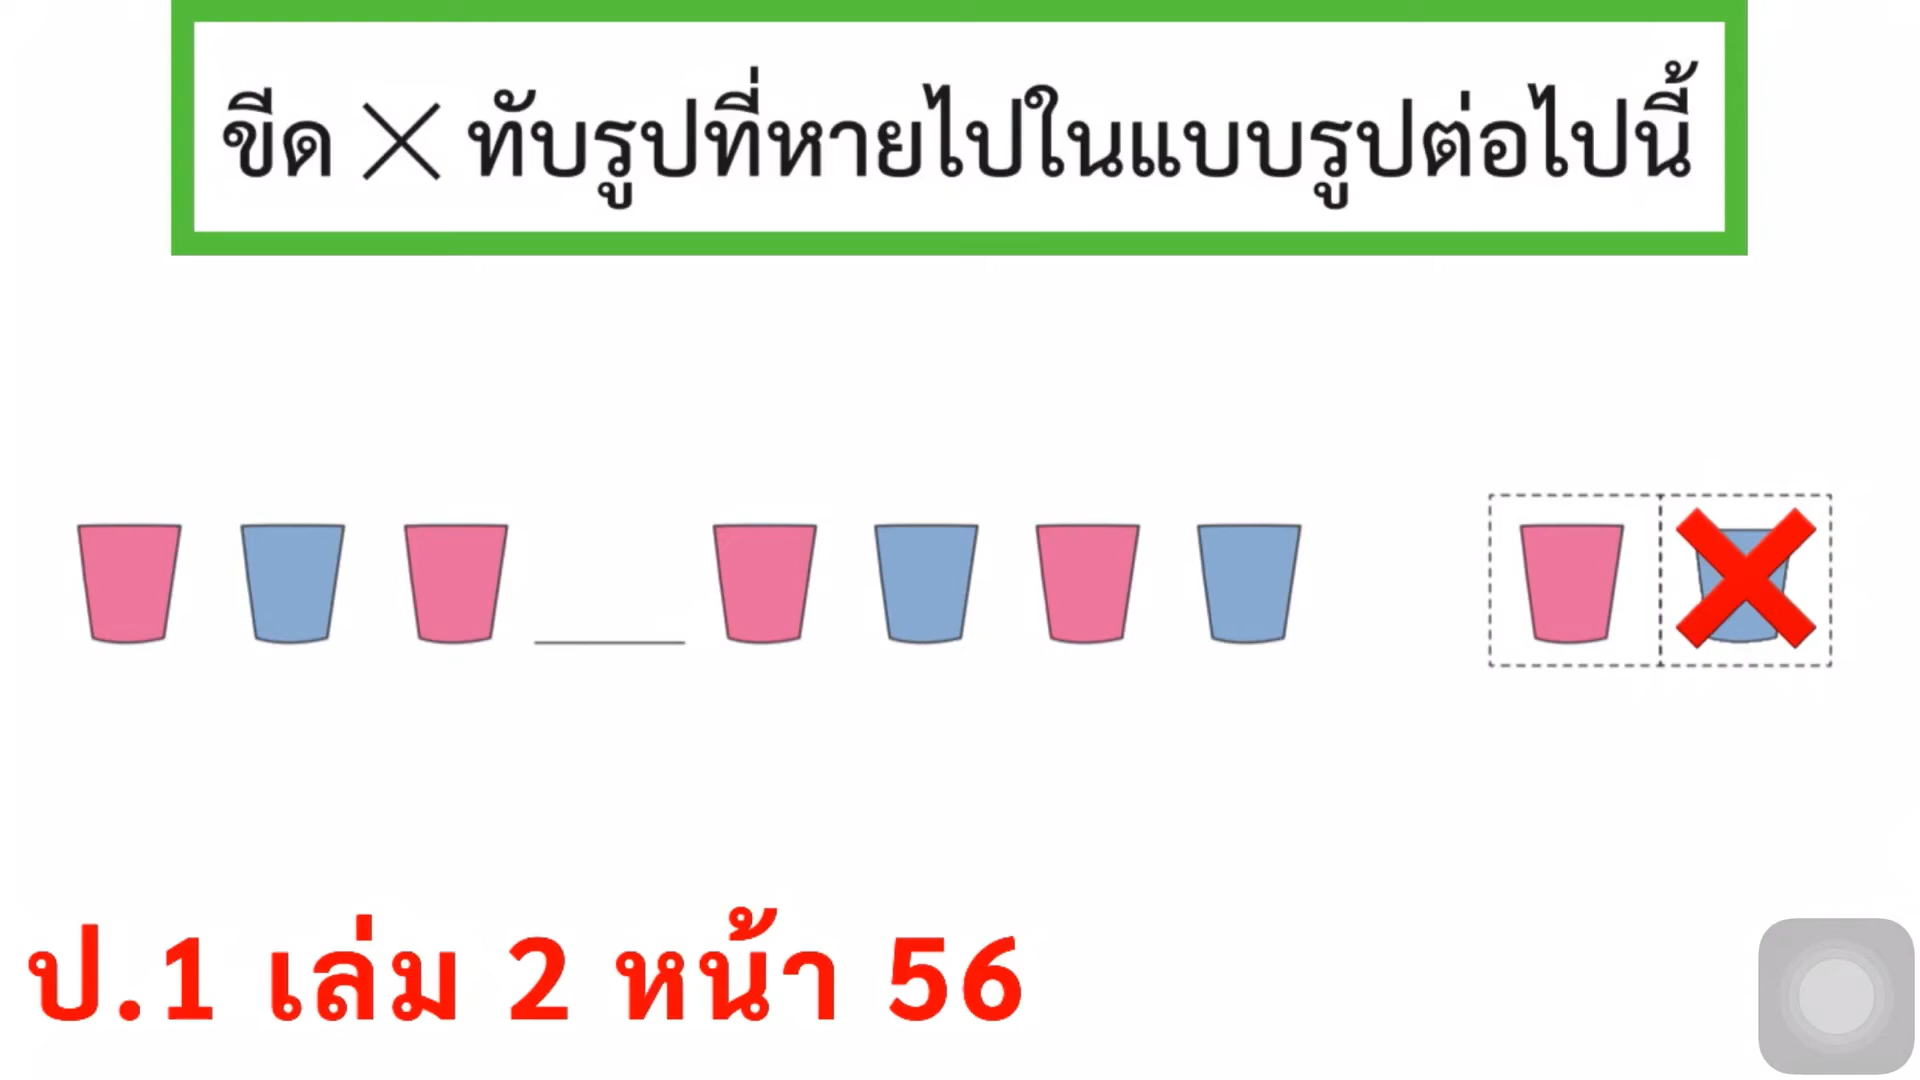 ขีด × ทับรูปที่หายไปในแบบรูปต่อไปนี้
ป.1 เล่ม 2 หน้า 56